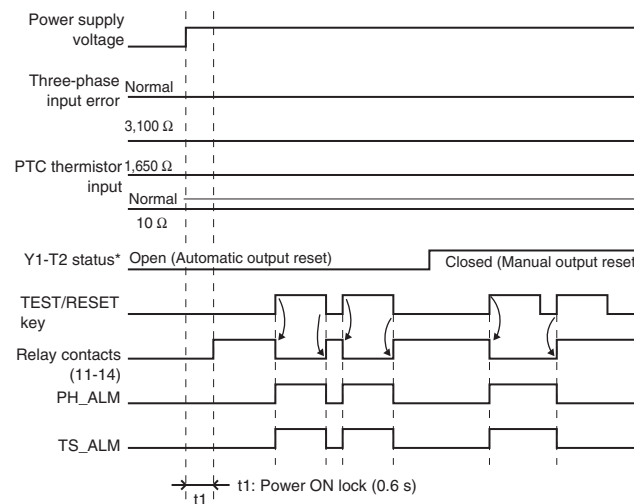 Power supply
voltage
Three-phase
input error
Normal
3,100 Ω
PTC thermistor
input
1,650 Ω
Normal
10 Ω
Y1-T2 status*
Open (Automatic output reset)
Closed (Manual output reset
TEST/RESET
key
Relay contacts
(11-14)
PH_ALM
TS_ALM
t1
t1: Power ON lock (0.6 s)